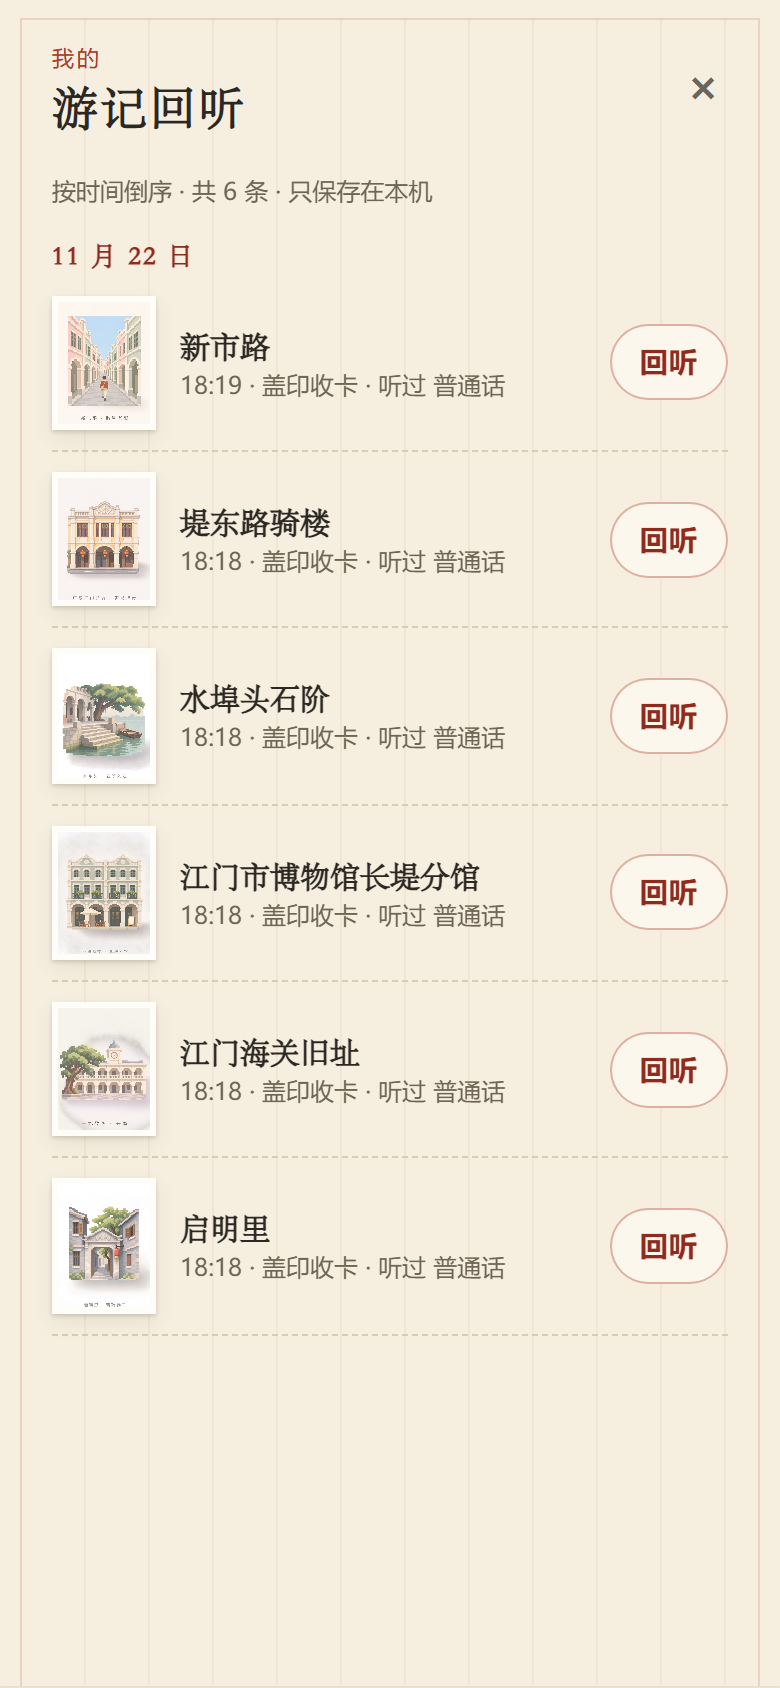 我的
游记回听
按时间倒序 · 共 6 条 · 只保存在本机
11 月 22 日
新市路
18:19 · 盖印收卡 · 听过 普通话
回听
堤东路骑楼
18:18 · 盖印收卡 · 听过 普通话
回听
水埠头石阶
18:18 · 盖印收卡 · 听过 普通话
回听
江门市博物馆长堤分馆
18:18 · 盖印收卡 · 听过 普通话
回听
江门海关旧址
18:18 · 盖印收卡 · 听过 普通话
回听
启明里
18:18 · 盖印收卡 · 听过 普通话
回听